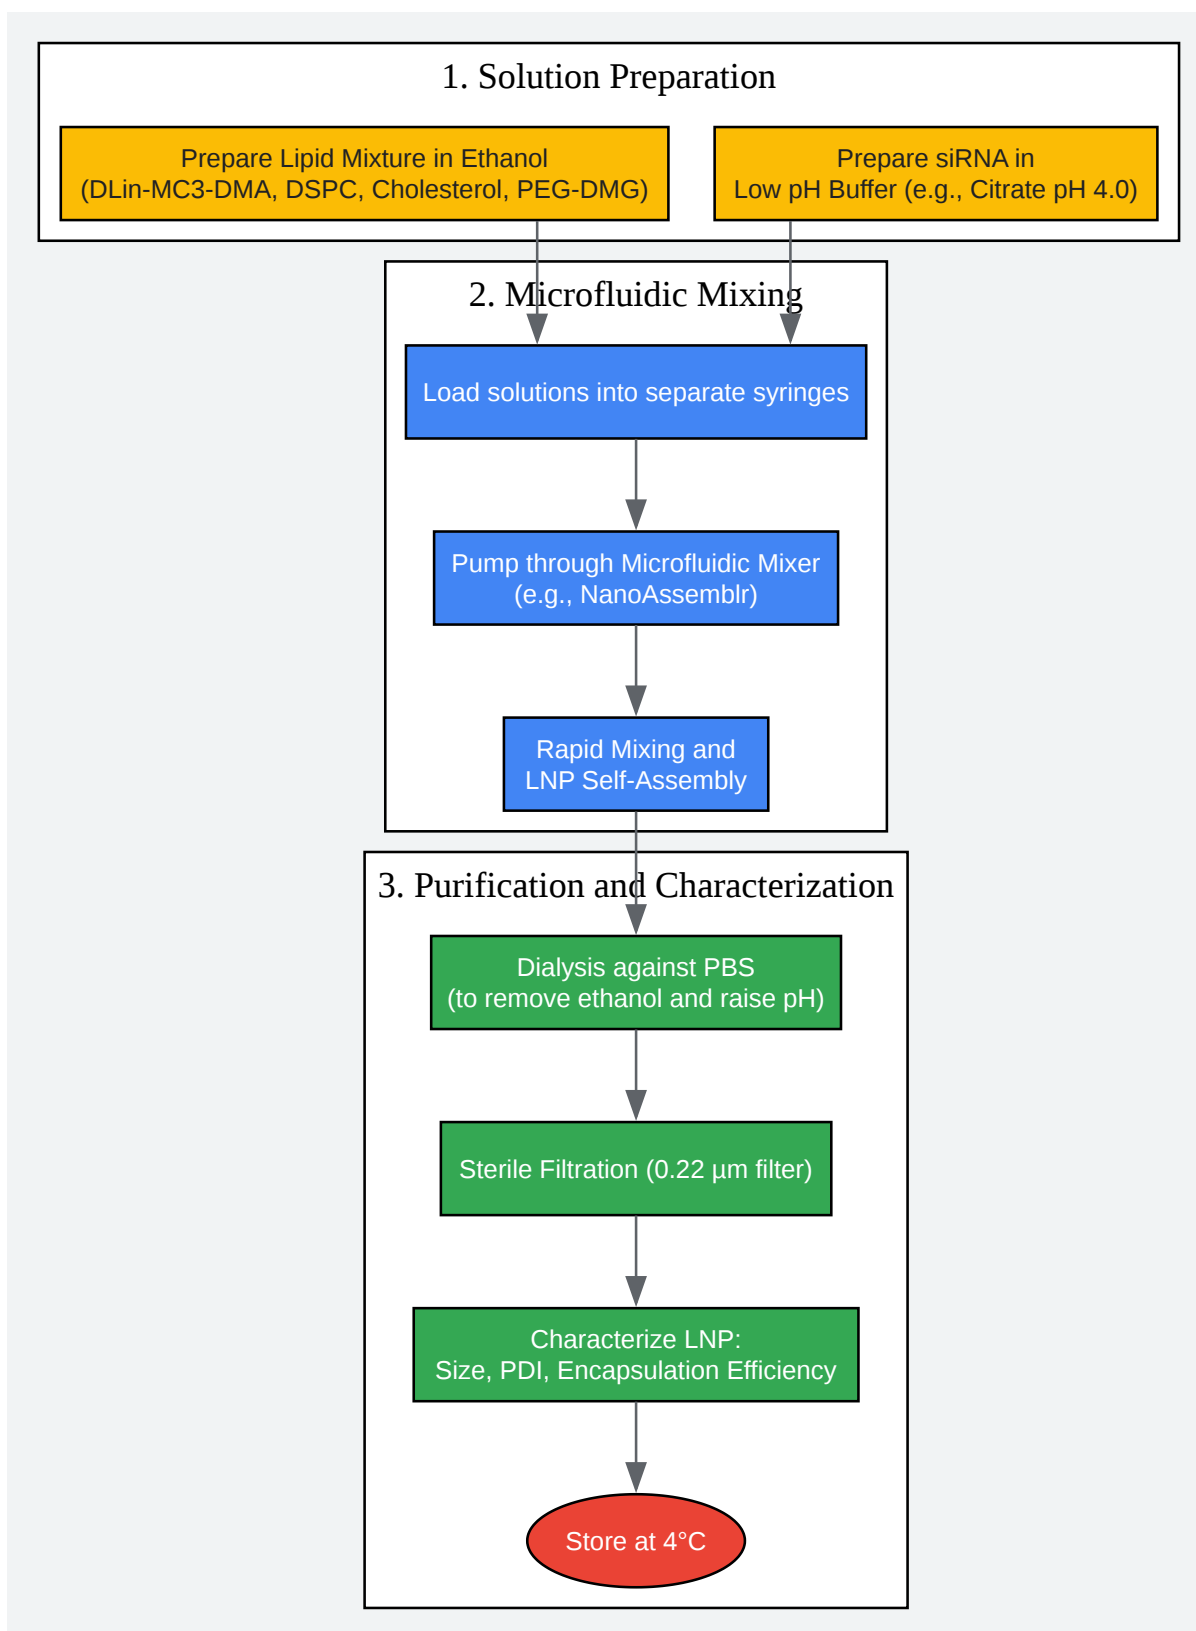 1. Solution Preparation
Prepare Lipid Mixture in Ethanol
(DLin-MC3-DMA, DSPC, Cholesterol, PEG-DMG)
Prepare siRNA in
Low pH Buffer (e.g., Citrate pH 4.0)
2. Microfluidic Mixing
Load solutions into separate syringes
Pump through Microfluidic Mixer
(e.g., NanoAssemblr)
Rapid Mixing and
LNP Self-Assembly
3. Purification and Characterization
Dialysis against PBS
(to remove ethanol and raise pH)
Sterile Filtration (0.22 µm filter)
Characterize LNP:
Size, PDI, Encapsulation Efficiency
Store at 4°C